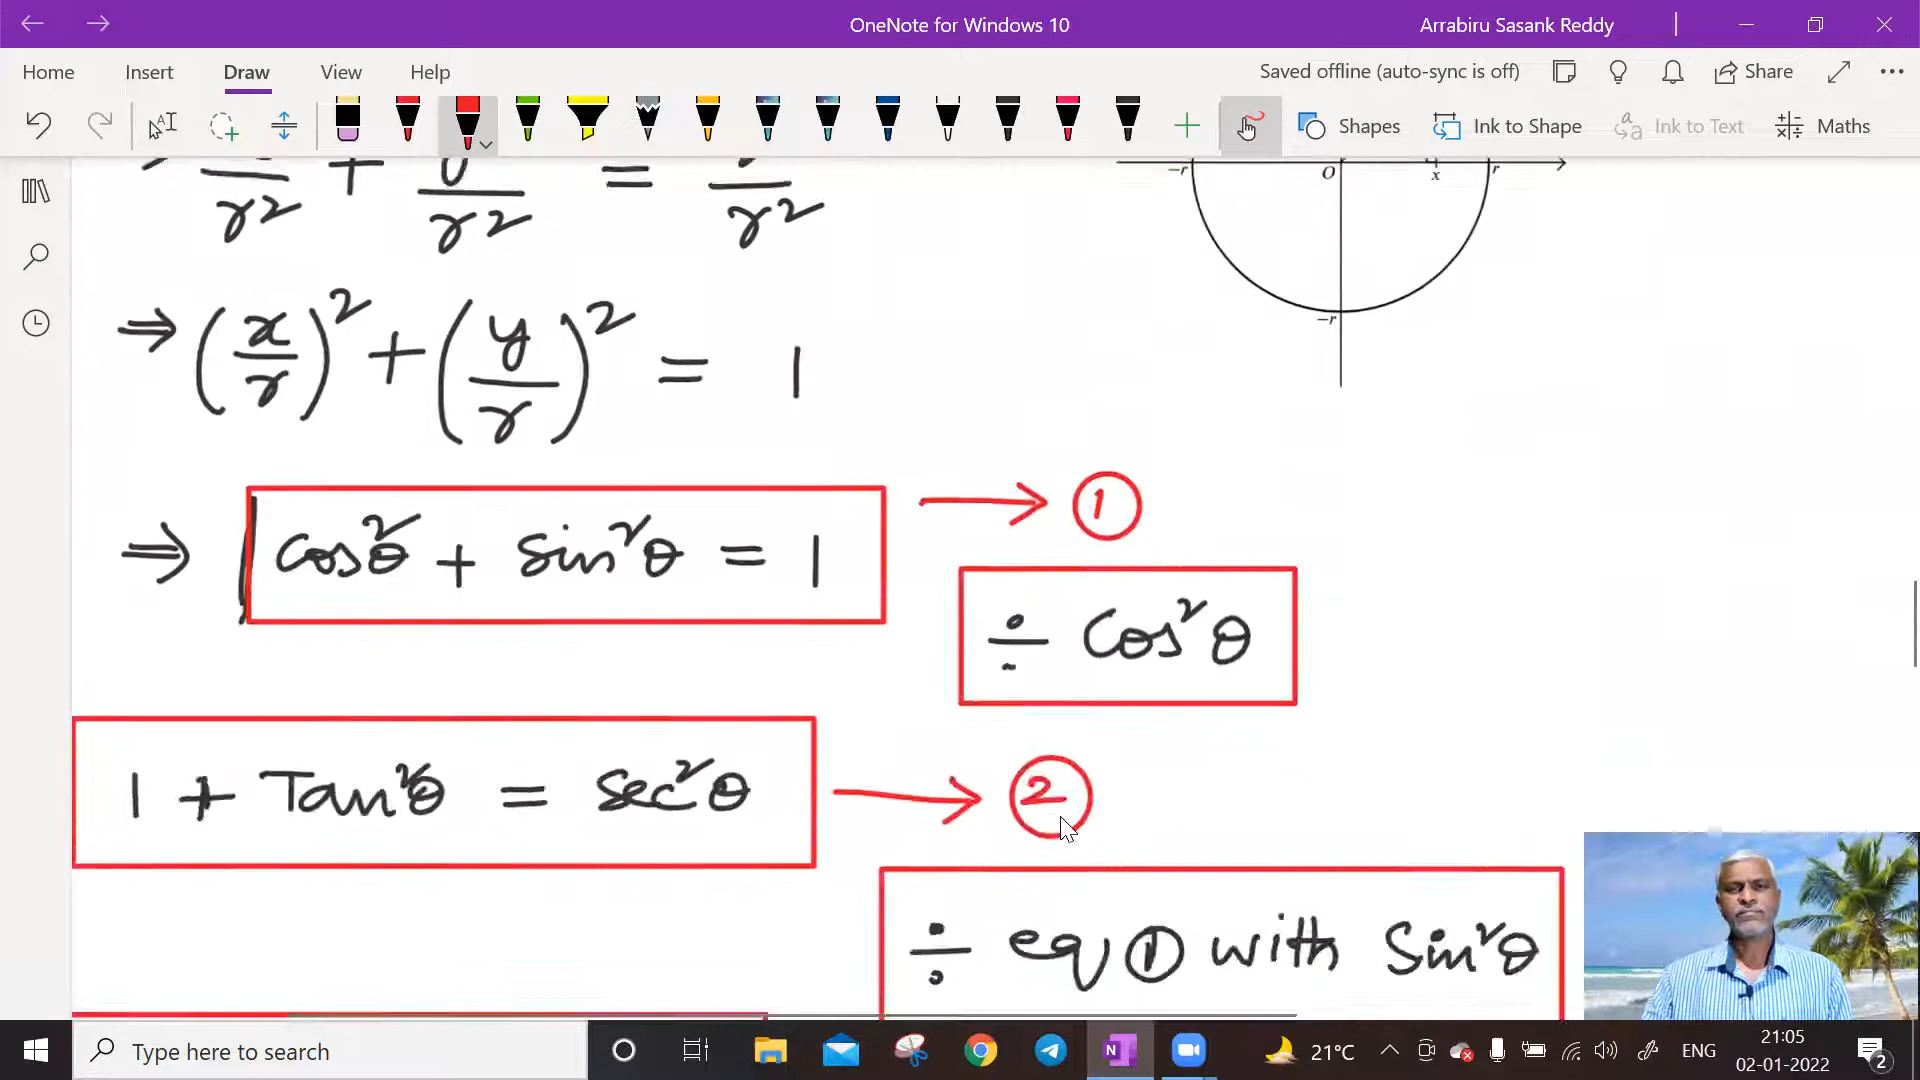 OneNote for Windows 10
Arrabiru Sasank Reddy
Home Insert Draw View Help
Saved offline (auto-sync is off) Share
Shapes Ink to Shape Ink to Text Maths
r² + r² = r²
-r O x r
-r
⇒ (x/r)² + (y/r)² = 1
⇒ Cos²θ + Sin²θ = 1 → ①
÷ Cos²θ
1 + Tan²θ = Sec²θ → ②
÷ eq ① with Sin²θ
Type here to search
21°C ENG 21:05
02-01-2022 2